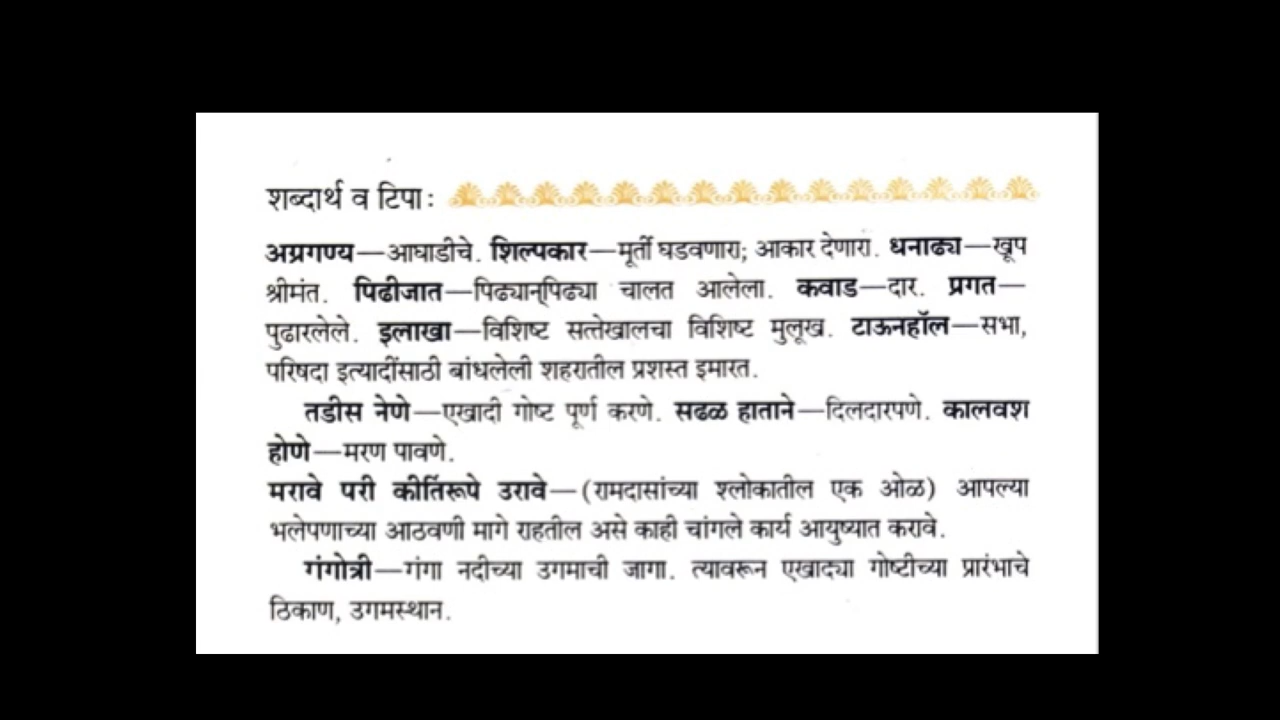 शब्दार्थ व टिपा :
अग्रगण्य—आघाडीचे. शिल्पकार—मूर्ती घडवणारा; आकार देणारा. धनाढ्य—खूप
श्रीमंत. पिढीजात—पिढ्यान्‌पिढ्या चालत आलेला. कवाड—दार. प्रगत—
पुढारलेले. इलाखा—विशिष्ट सत्तेखालचा विशिष्ट मुलूख. टाऊनहॉल—सभा,
परिषदा इत्यादींसाठी बांधलेली शहरातील प्रशस्त इमारत.
तडीस नेणे—एखादी गोष्ट पूर्ण करणे. सढळ हाताने—दिलदारपणे. कालवश
होणे—मरण पावणे.
मरावे परी कीर्तिरूपे उरावे—(रामदासांच्या श्लोकातील एक ओळ) आपल्या
भलेपणाच्या आठवणी मागे राहतील असे काही चांगले कार्य आयुष्यात करावे.
गंगोत्री—गंगा नदीच्या उगमाची जागा. त्यावरून एखाद्या गोष्टीच्या प्रारंभाचे
ठिकाण, उगमस्थान.